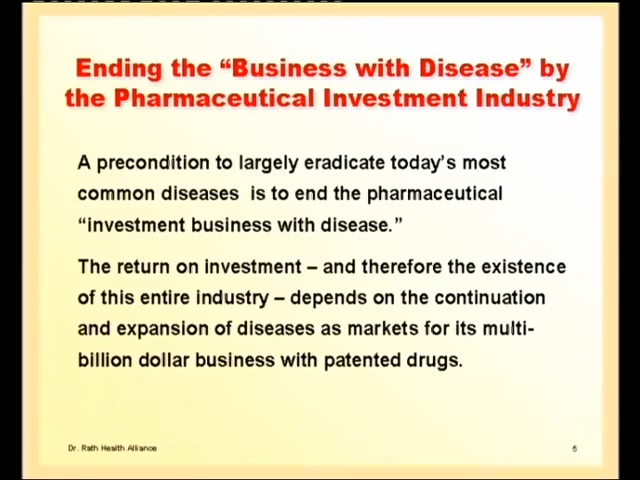 Ending the “Business with Disease” by
the Pharmaceutical Investment Industry
A precondition to largely eradicate today’s most
common diseases is to end the pharmaceutical
“investment business with disease.”
The return on investment – and therefore the existence
of this entire industry – depends on the continuation
and expansion of diseases as markets for its multi-
billion dollar business with patented drugs.
Dr. Rath Health Alliance